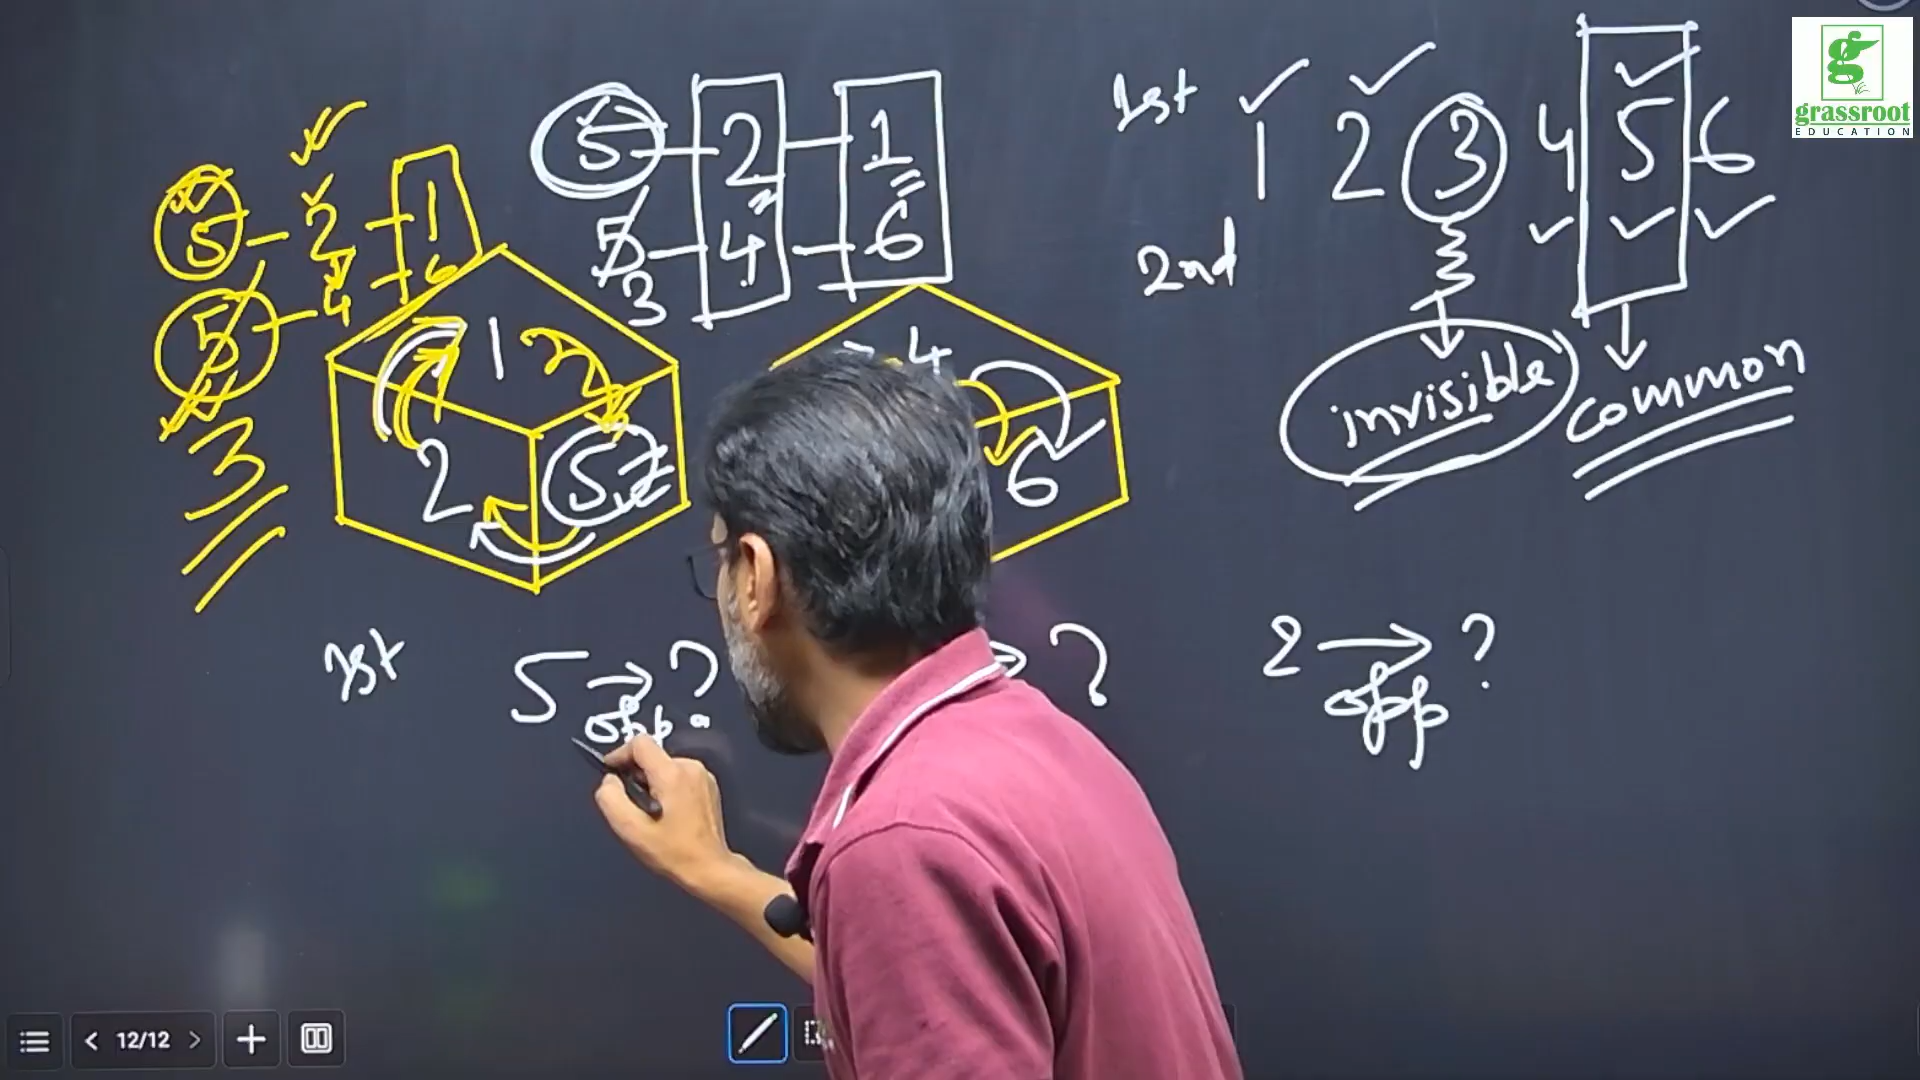 grassroot
EDUCATION
1st 1 2 3 4 5 6
2nd
invisible
common
5 - 2 - 1
5 - 4 - 6
3
5 - 2 - 1
5 - 4 - 6
3
1
2
5
4
6
1st
5 → ?
opp
?
2 → ?
opp
12/12